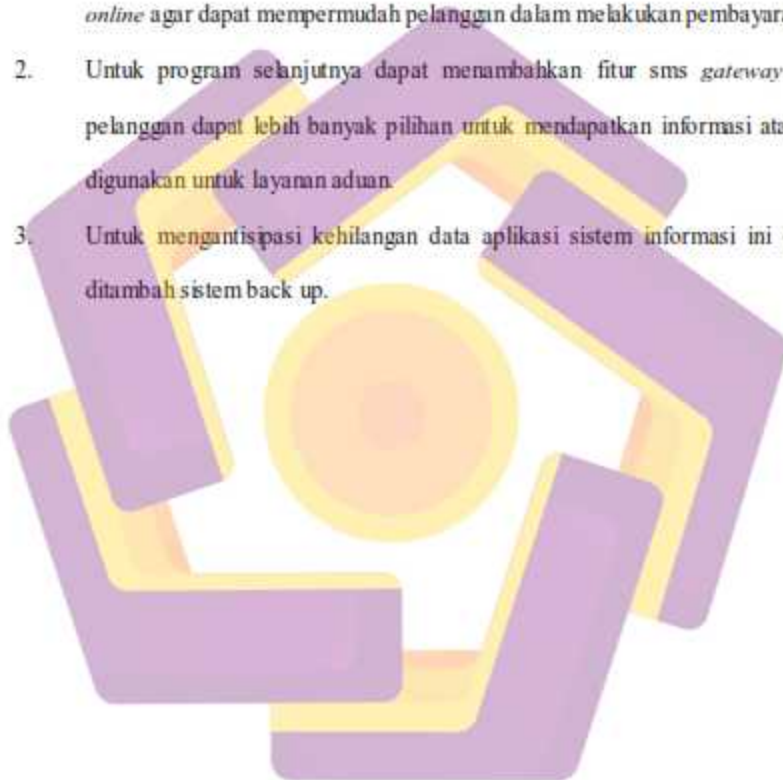 online agar dapat mempermudah pelanggan dalam melakukan
2. Untuk program selanjutnya dapat menambahkan fitur sms gateway
pelanggan dapat lebih banyak pilihan untuk mendapatkan informasi
digunakan untuk layanan aduan.
3. Untuk mengantisipasi kehilangan data aplikasi sistem informasi ini
ditambah sistem back up.